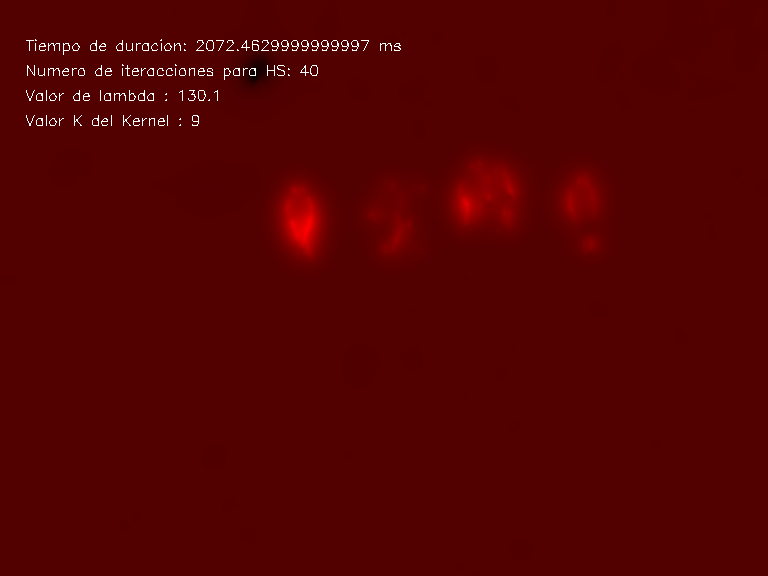 Tiempo de duracion: 2072.4629999999997 ms
Numero de iteracciones para HS: 40
Valor de lambda : 130.1
Valor K del Kernel : 9